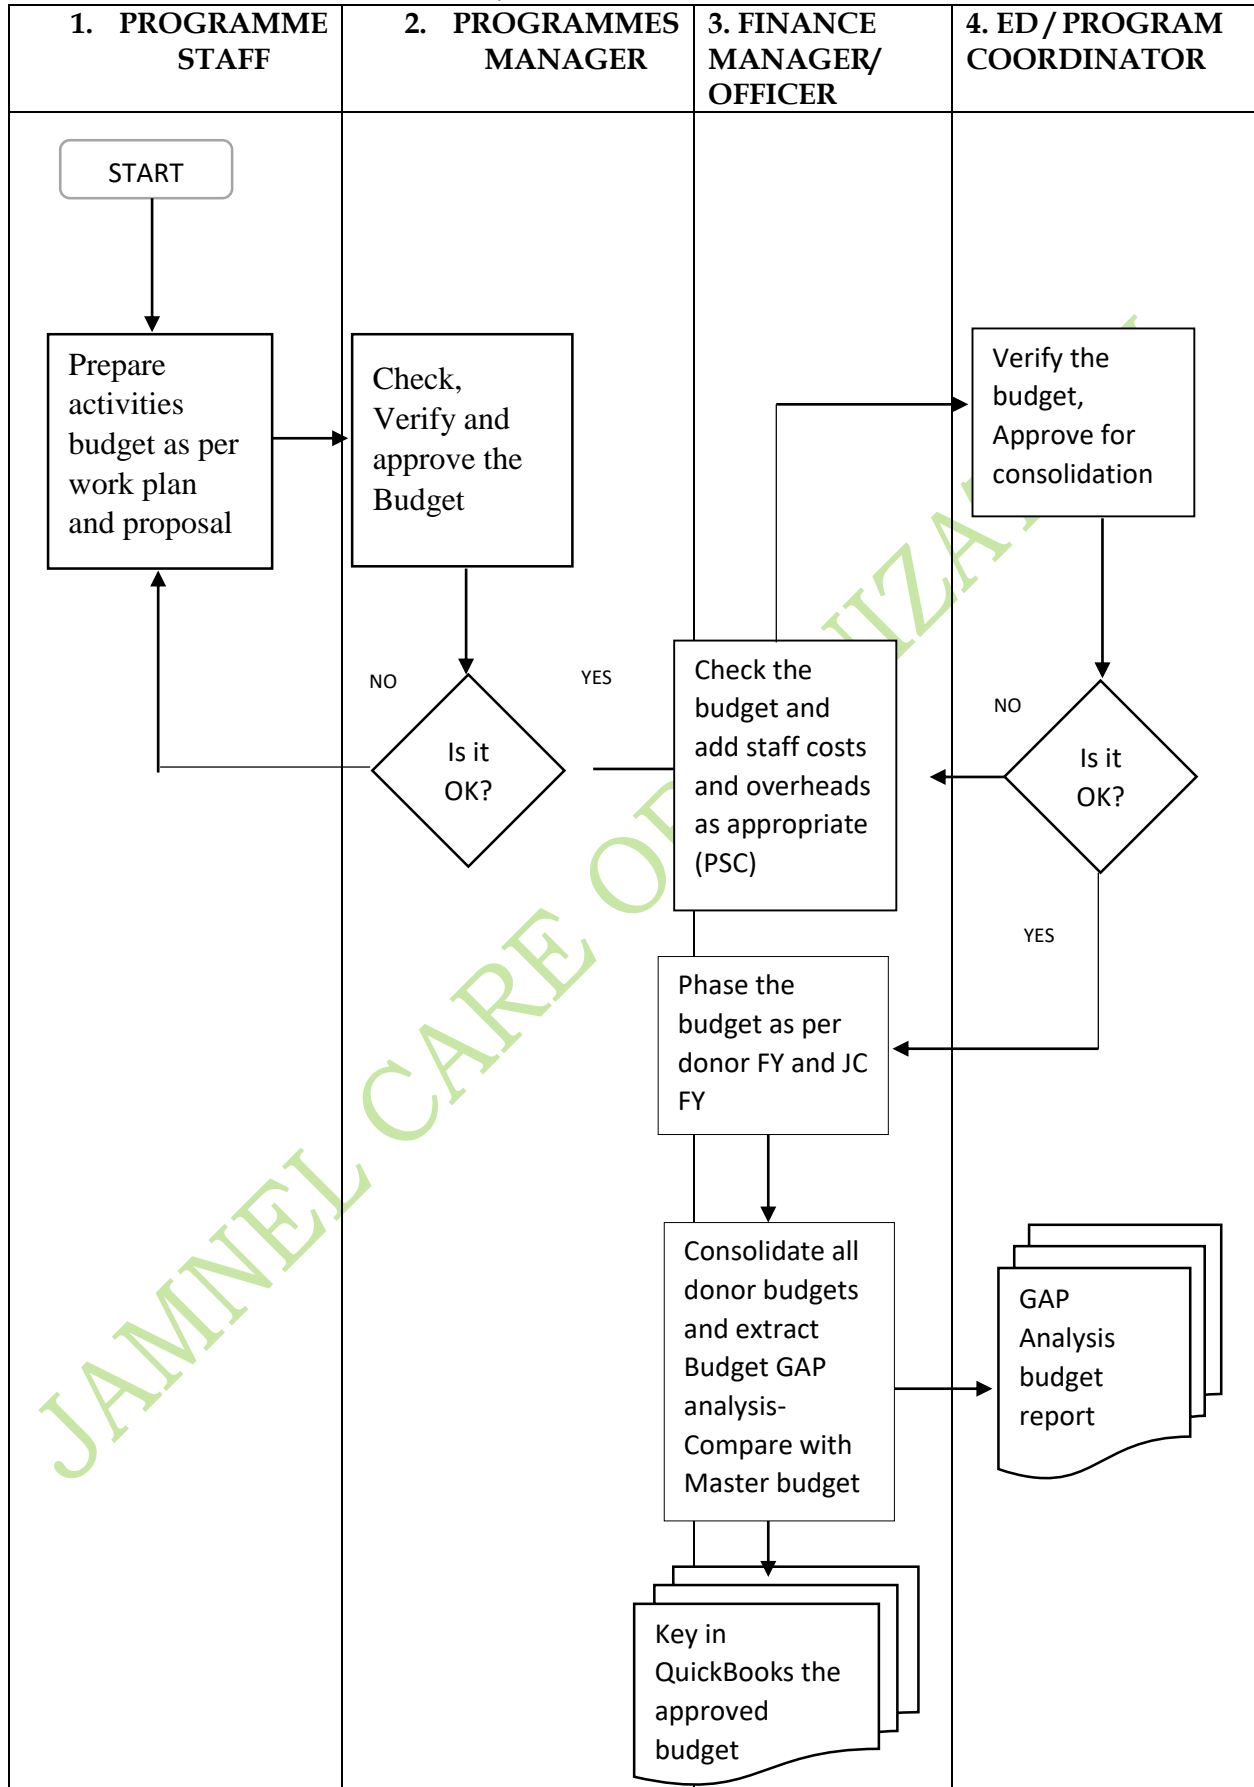 1. PROGRAMME
STAFF
2. PROGRAMMES
MANAGER
3. FINANCE
MANAGER/
OFFICER
4. ED / PROGRAM
COORDINATOR
START
Prepare
activities
budget as per
work plan
and proposal
Check,
Verify and
approve the
Budget
Verify the
budget,
Approve for
consolidation
NO
Is it
OK?
YES
Check the
budget and
add staff costs
and overheads
as appropriate
(PSC)
NO
Is it
OK?
YES
Phase the
budget as per
donor FY and JC
FY
Consolidate all
donor budgets
and extract
Budget GAP
analysis-
Compare with
Master budget
GAP
Analysis
budget
report
Key in
QuickBooks the
approved
budget
JAMNEL CARE